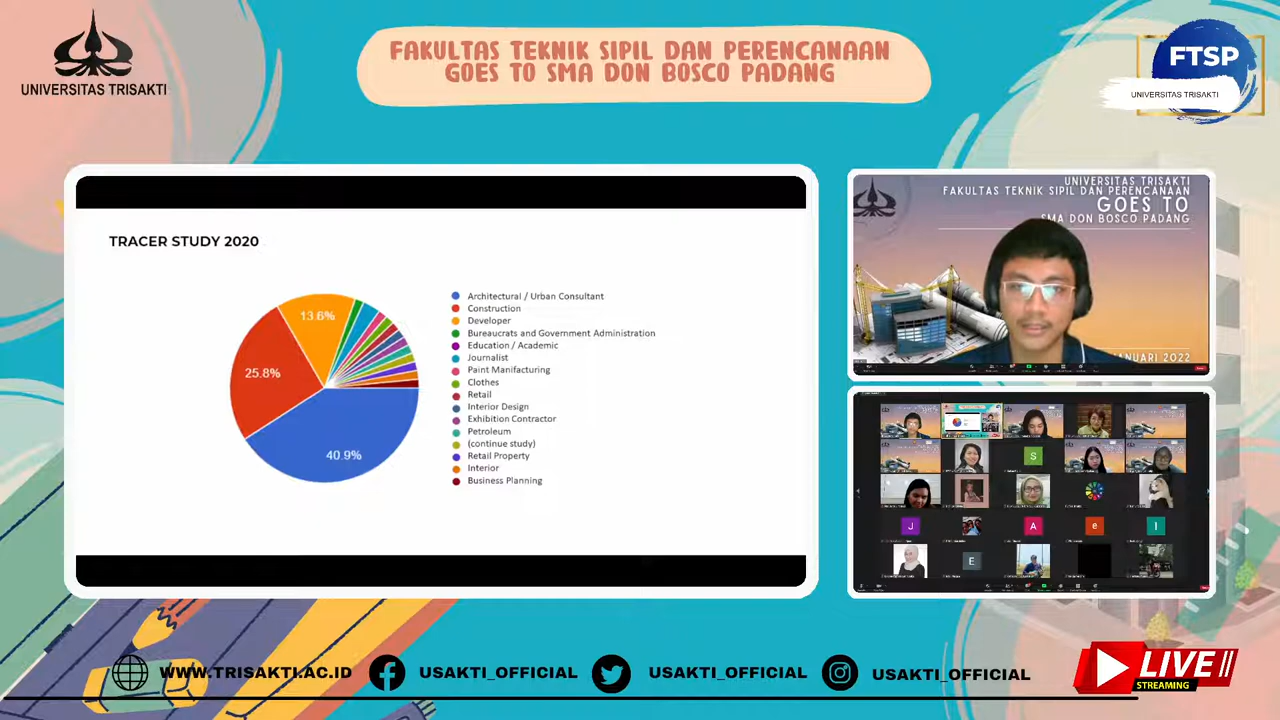 UNIVERSITAS TRISAKTI
FAKULTAS TEKNIK SIPIL DAN PERENCANAAN
GOES TO SMA DON BOSCO PADANG
FTSP
UNIVERSITAS TRISAKTI
TRACER STUDY 2020
13.6%
25.8%
40.9%
Architectural / Urban Consultant
Construction
Developer
Bureaucrats and Government Administration
Education / Academic
Journalist
Paint Manifacturing
Clothes
Retail
Interior Design
Exhibition Contractor
Petroleum
(continue study)
Retail Property
Interior
Business Planning
UNIVERSITAS TRISAKTI
FAKULTAS TEKNIK SIPIL DAN PERENCANAAN
GOES TO
SMA DON BOSCO PADANG
ANUARI 2022
S
J
A
e
I
E
WWW.TRISAKTI.AC.ID
USAKTI_OFFICIAL
USAKTI_OFFICIAL
USAKTI_OFFICIAL
LIVE
STREAMING